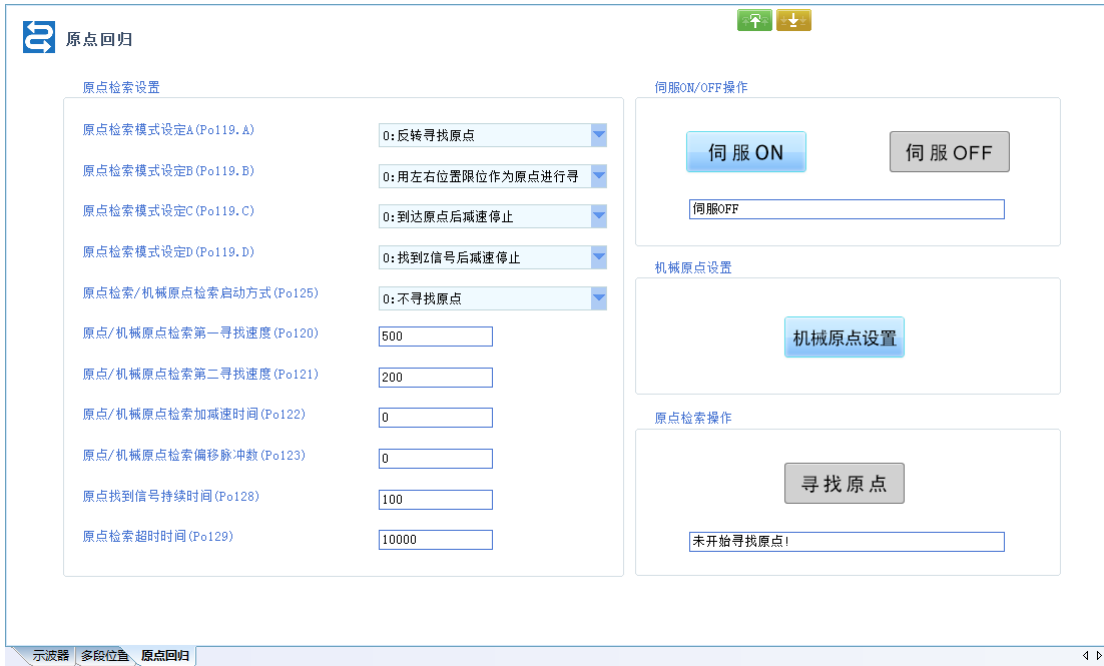 原点回归
原点检索设置
原点检索模式设定A(Po119.A)
0:反转寻找原点
原点检索模式设定B(Po119.B)
0:用左右位置限位作为原点进行寻
原点检索模式设定C(Po119.C)
0:到达原点后减速停止
原点检索模式设定D(Po119.D)
0:找到Z信号后减速停止
原点检索/机械原点检索启动方式(Po125)
0:不寻找原点
原点/机械原点检索第一寻找速度(Po120)
500
原点/机械原点检索第二寻找速度(Po121)
200
原点/机械原点检索加减速时间(Po122)
0
原点/机械原点检索偏移脉冲数(Po123)
0
原点找到信号持续时间(Po128)
100
原点检索超时时间(Po129)
10000
伺服ON/OFF操作
伺服ON
伺服OFF
伺服OFF
机械原点设置
机械原点设置
原点检索操作
寻找原点
未开始寻找原点!
示波器 多段位置 原点回归